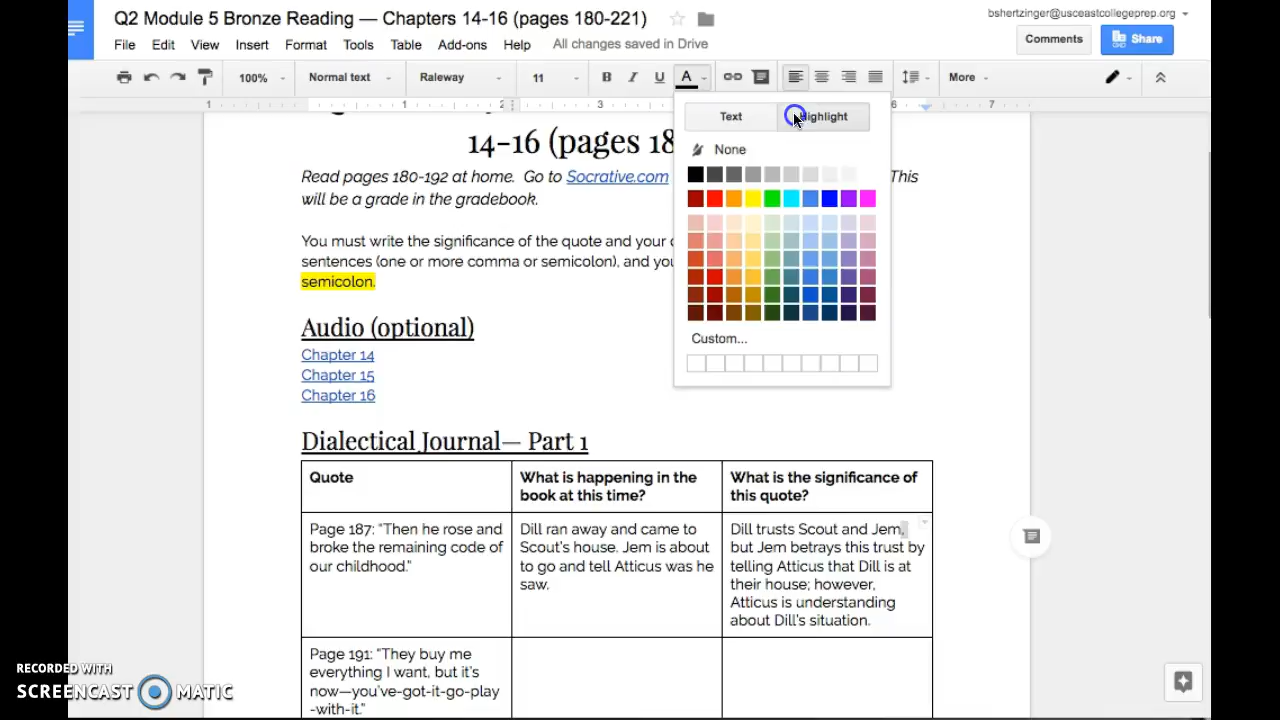 Q2 Module 5 Bronze Reading — Chapters 14-16 (pages 180-221)
bshertzinger@usceastcollegeprep.org
File Edit View Insert Format Tools Table Add-ons Help All changes saved in Drive
Comments
Share
100% Normal text Raleway 11 B I U A More
1 1 2 3 6 7
Text Highlight
None
Custom...
14-16 (pages 18
Read pages 180-192 at home. Go to Socrative.com This
will be a grade in the gradebook.
You must write the significance of the quote and your
sentences (one or more comma or semicolon), and
semicolon.
Audio (optional)
Chapter 14
Chapter 15
Chapter 16
Dialectical Journal— Part 1
Quote
What is happening in the
book at this time?
What is the significance of
this quote?
Page 187: "Then he rose and
broke the remaining code of
our childhood."
Dill ran away and came to
Scout's house. Jem is about
to go and tell Atticus was he
saw.
Dill trusts Scout and Jem,
but Jem betrays this trust by
telling Atticus that Dill is at
their house; however,
Atticus is understanding
about Dill's situation.
Page 191: "They buy me
everything I want, but it's
now—you've-got-it-go-play
-with-it."
RECORDED WITH
SCREENCAST MATIC